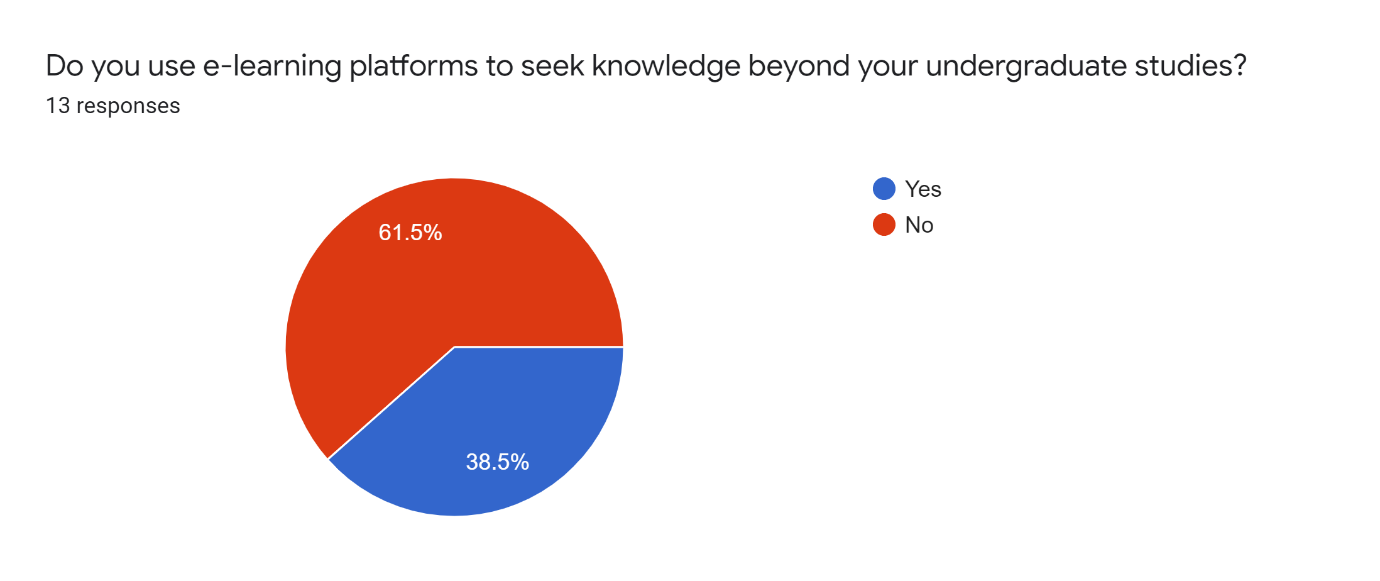 Do you use e-learning platforms to seek knowledge beyond your undergraduate studies?
13 responses
Yes
No
61.5%
38.5%